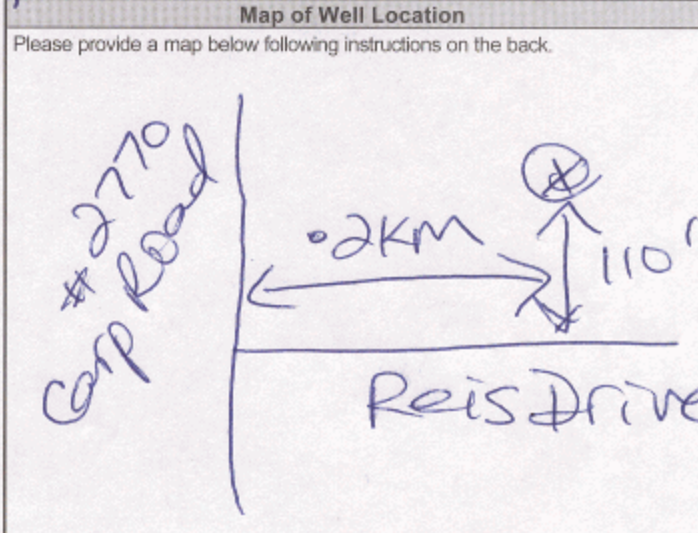 Map of Well Location
Please provide a map below following instructions on the back.
# 2770
Carp Road
.2KM
110'
Reis Drive